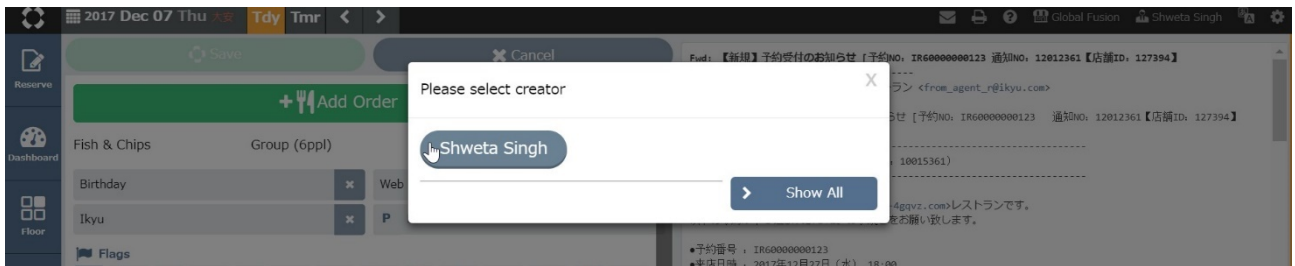 2017 Dec 07 Thu 大安 Tdy Tmr
Global Fusion Shweta Singh
Reserve
Dashboard
Floor
Save
Cancel
Add Order
Fish & Chips Group (6ppl)
Birthday
Web
Ikyu
P
Flags
Please select creator
X
Shweta Singh
Show All
Fwd: 【新規】予約受付のお知らせ [予約NO. IR60000000123 通知NO. 12012361【店舗ID. 127394】
ラン <from_agent_r@ikyu.com>
らせ [予約NO. IR60000000123 通知NO. 12012361【店舗ID. 127394】
10015361)
4gqvz.com>レストランです。
をお願い致します。
●予約番号 : IR60000000123
●来店日時 : 2017年12月27日 (水) 18:00